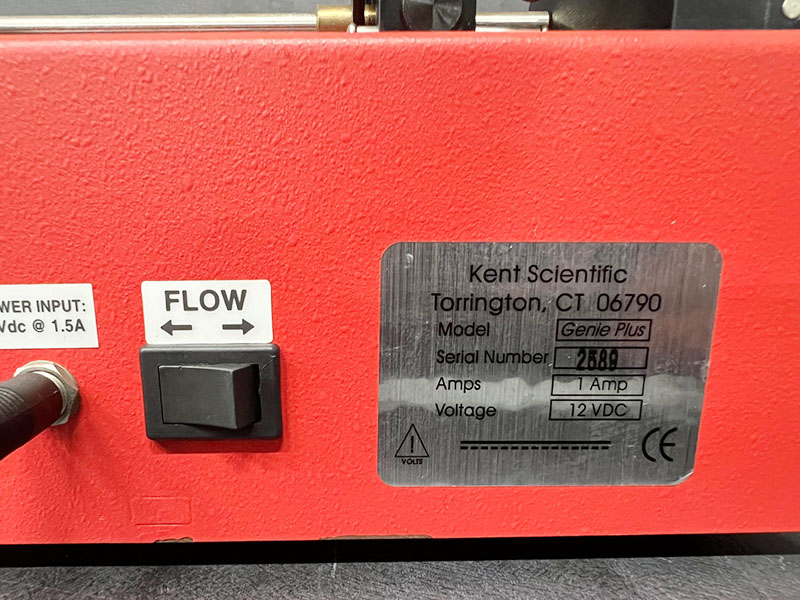 WER INPUT:
Vdc @ 1.5A
FLOW
← →
Kent Scientific
Torrington, CT 06790
Model Genie Plus
Serial Number 2589
Amps 1 Amp
Voltage 12 VDC
VOLTS
CE